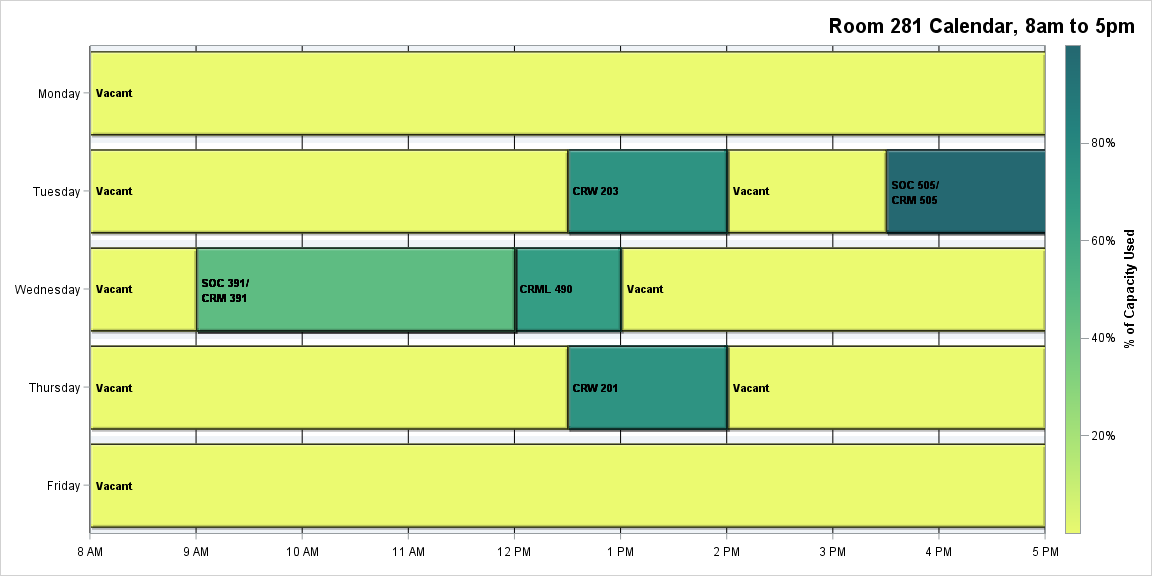 Room 281 Calendar, 8am to 5pm
Monday
Vacant
Tuesday
Vacant
CRW 203
Vacant
SOC 505/
CRM 505
Wednesday
Vacant
SOC 391/
CRM 391
CRML 490
Vacant
Thursday
Vacant
CRW 201
Vacant
Friday
Vacant
8 AM
9 AM
10 AM
11 AM
12 PM
1 PM
2 PM
3 PM
4 PM
5 PM
80%
60%
40%
20%
% of Capacity Used